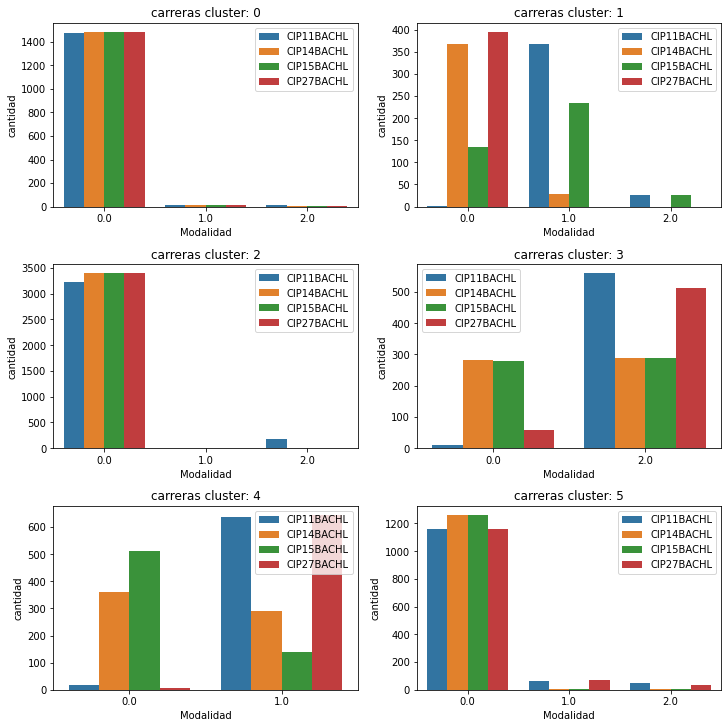 carreras cluster: 0
cantidad
1400
1200
1000
800
600
400
200
0
CIP11BACHL
CIP14BACHL
CIP15BACHL
CIP27BACHL
0.0 1.0 2.0
Modalidad
carreras cluster: 1
cantidad
400
350
300
250
200
150
100
50
0
CIP11BACHL
CIP14BACHL
CIP15BACHL
CIP27BACHL
0.0 1.0 2.0
Modalidad
carreras cluster: 2
cantidad
3500
3000
2500
2000
1500
1000
500
0
CIP11BACHL
CIP14BACHL
CIP15BACHL
CIP27BACHL
0.0 1.0 2.0
Modalidad
carreras cluster: 3
cantidad
500
400
300
200
100
0
CIP11BACHL
CIP14BACHL
CIP15BACHL
CIP27BACHL
0.0 2.0
Modalidad
carreras cluster: 4
cantidad
600
500
400
300
200
100
0
CIP11BACHL
CIP14BACHL
CIP15BACHL
CIP27BACHL
0.0 1.0
Modalidad
carreras cluster: 5
cantidad
1200
1000
800
600
400
200
0
CIP11BACHL
CIP14BACHL
CIP15BACHL
CIP27BACHL
0.0 1.0 2.0
Modalidad